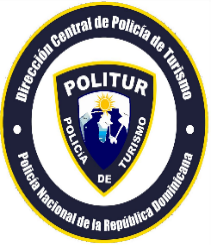 Dirección Central de Policía de Turismo
POLITUR
POLICIA DE TURISMO
Policía Nacional de la República Dominicana